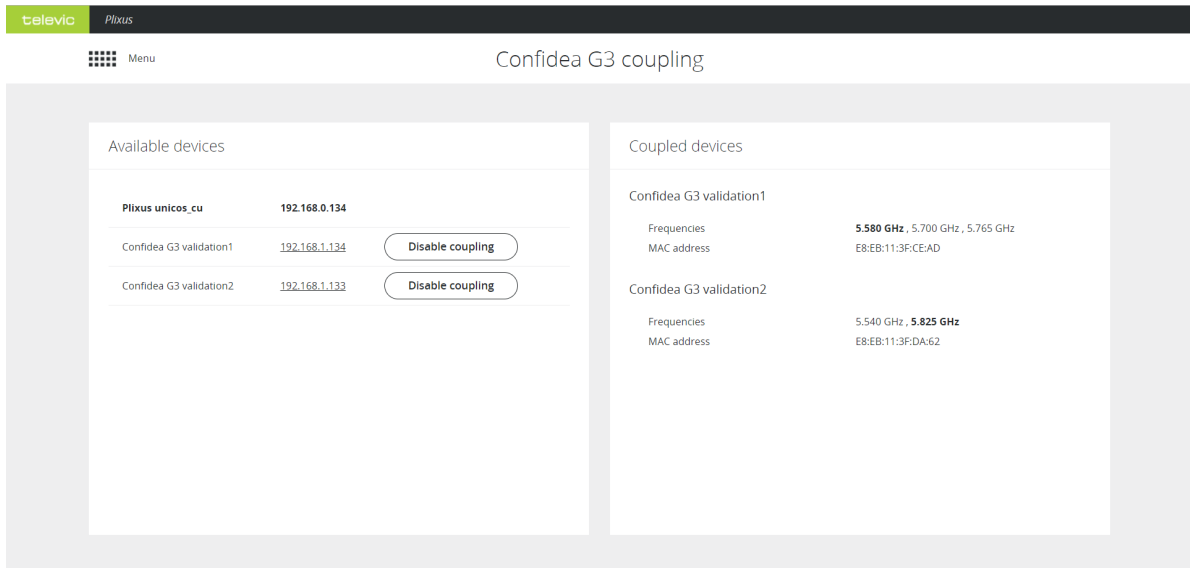 televic Plixus
Menu
Confidea G3 coupling
Available devices
Plixus unicos_cu 192.168.0.134
Confidea G3 validation1 192.168.1.134 Disable coupling
Confidea G3 validation2 192.168.1.133 Disable coupling
Coupled devices
Confidea G3 validation1
Frequencies 5.580 GHz , 5.700 GHz , 5.765 GHz
MAC address E8:EB:11:3F:CE:AD
Confidea G3 validation2
Frequencies 5.540 GHz , 5.825 GHz
MAC address E8:EB:11:3F:DA:62